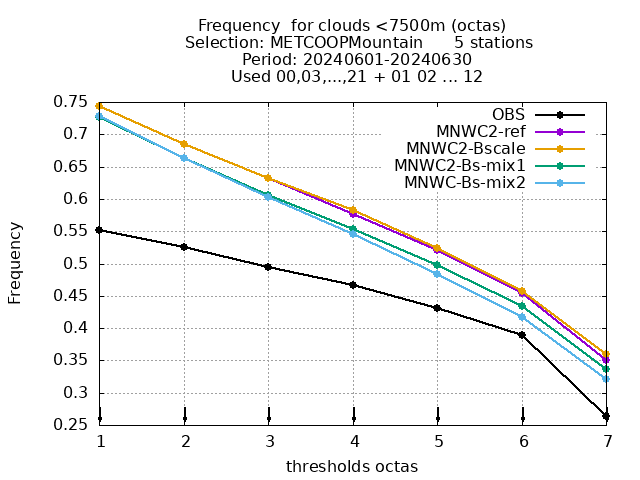 Frequency  for clouds <7500m (octas)
Selection: METCOOPMountain      5 stations
Period: 20240601-20240630
Used 00,03,...,21 + 01 02 ... 12
OBS
MNWC2-ref
MNWC2-Bscale
MNWC2-Bs-mix1
MNWC-Bs-mix2
Frequency
0.75
0.7
0.65
0.6
0.55
0.5
0.45
0.4
0.35
0.3
0.25
1 2 3 4 5 6 7
thresholds octas